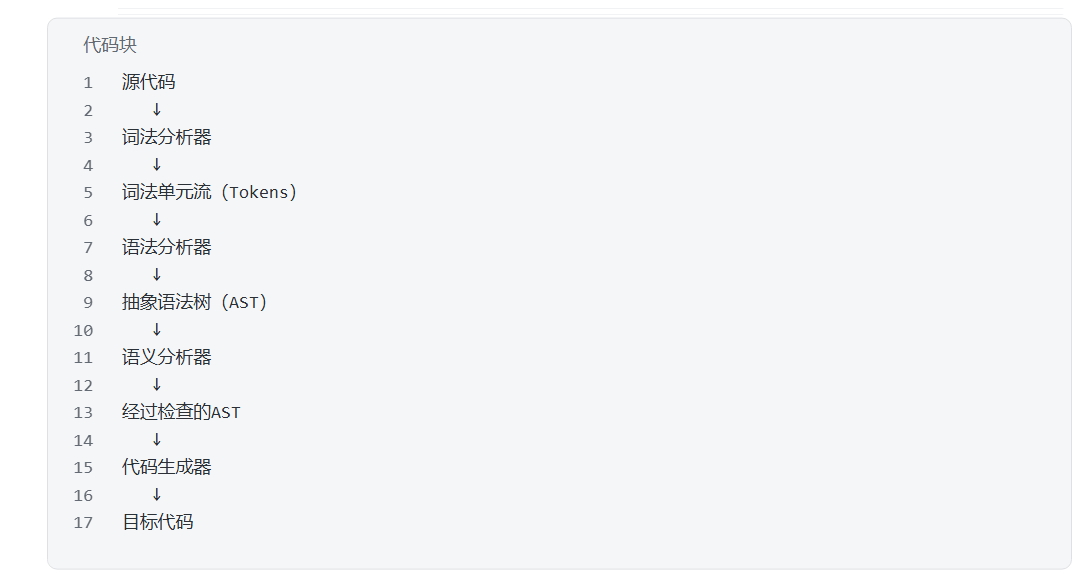 代码块
1 源代码
2 ↓
3 词法分析器
4 ↓
5 词法单元流（Tokens）
6 ↓
7 语法分析器
8 ↓
9 抽象语法树（AST）
10 ↓
11 语义分析器
12 ↓
13 经过检查的AST
14 ↓
15 代码生成器
16 ↓
17 目标代码